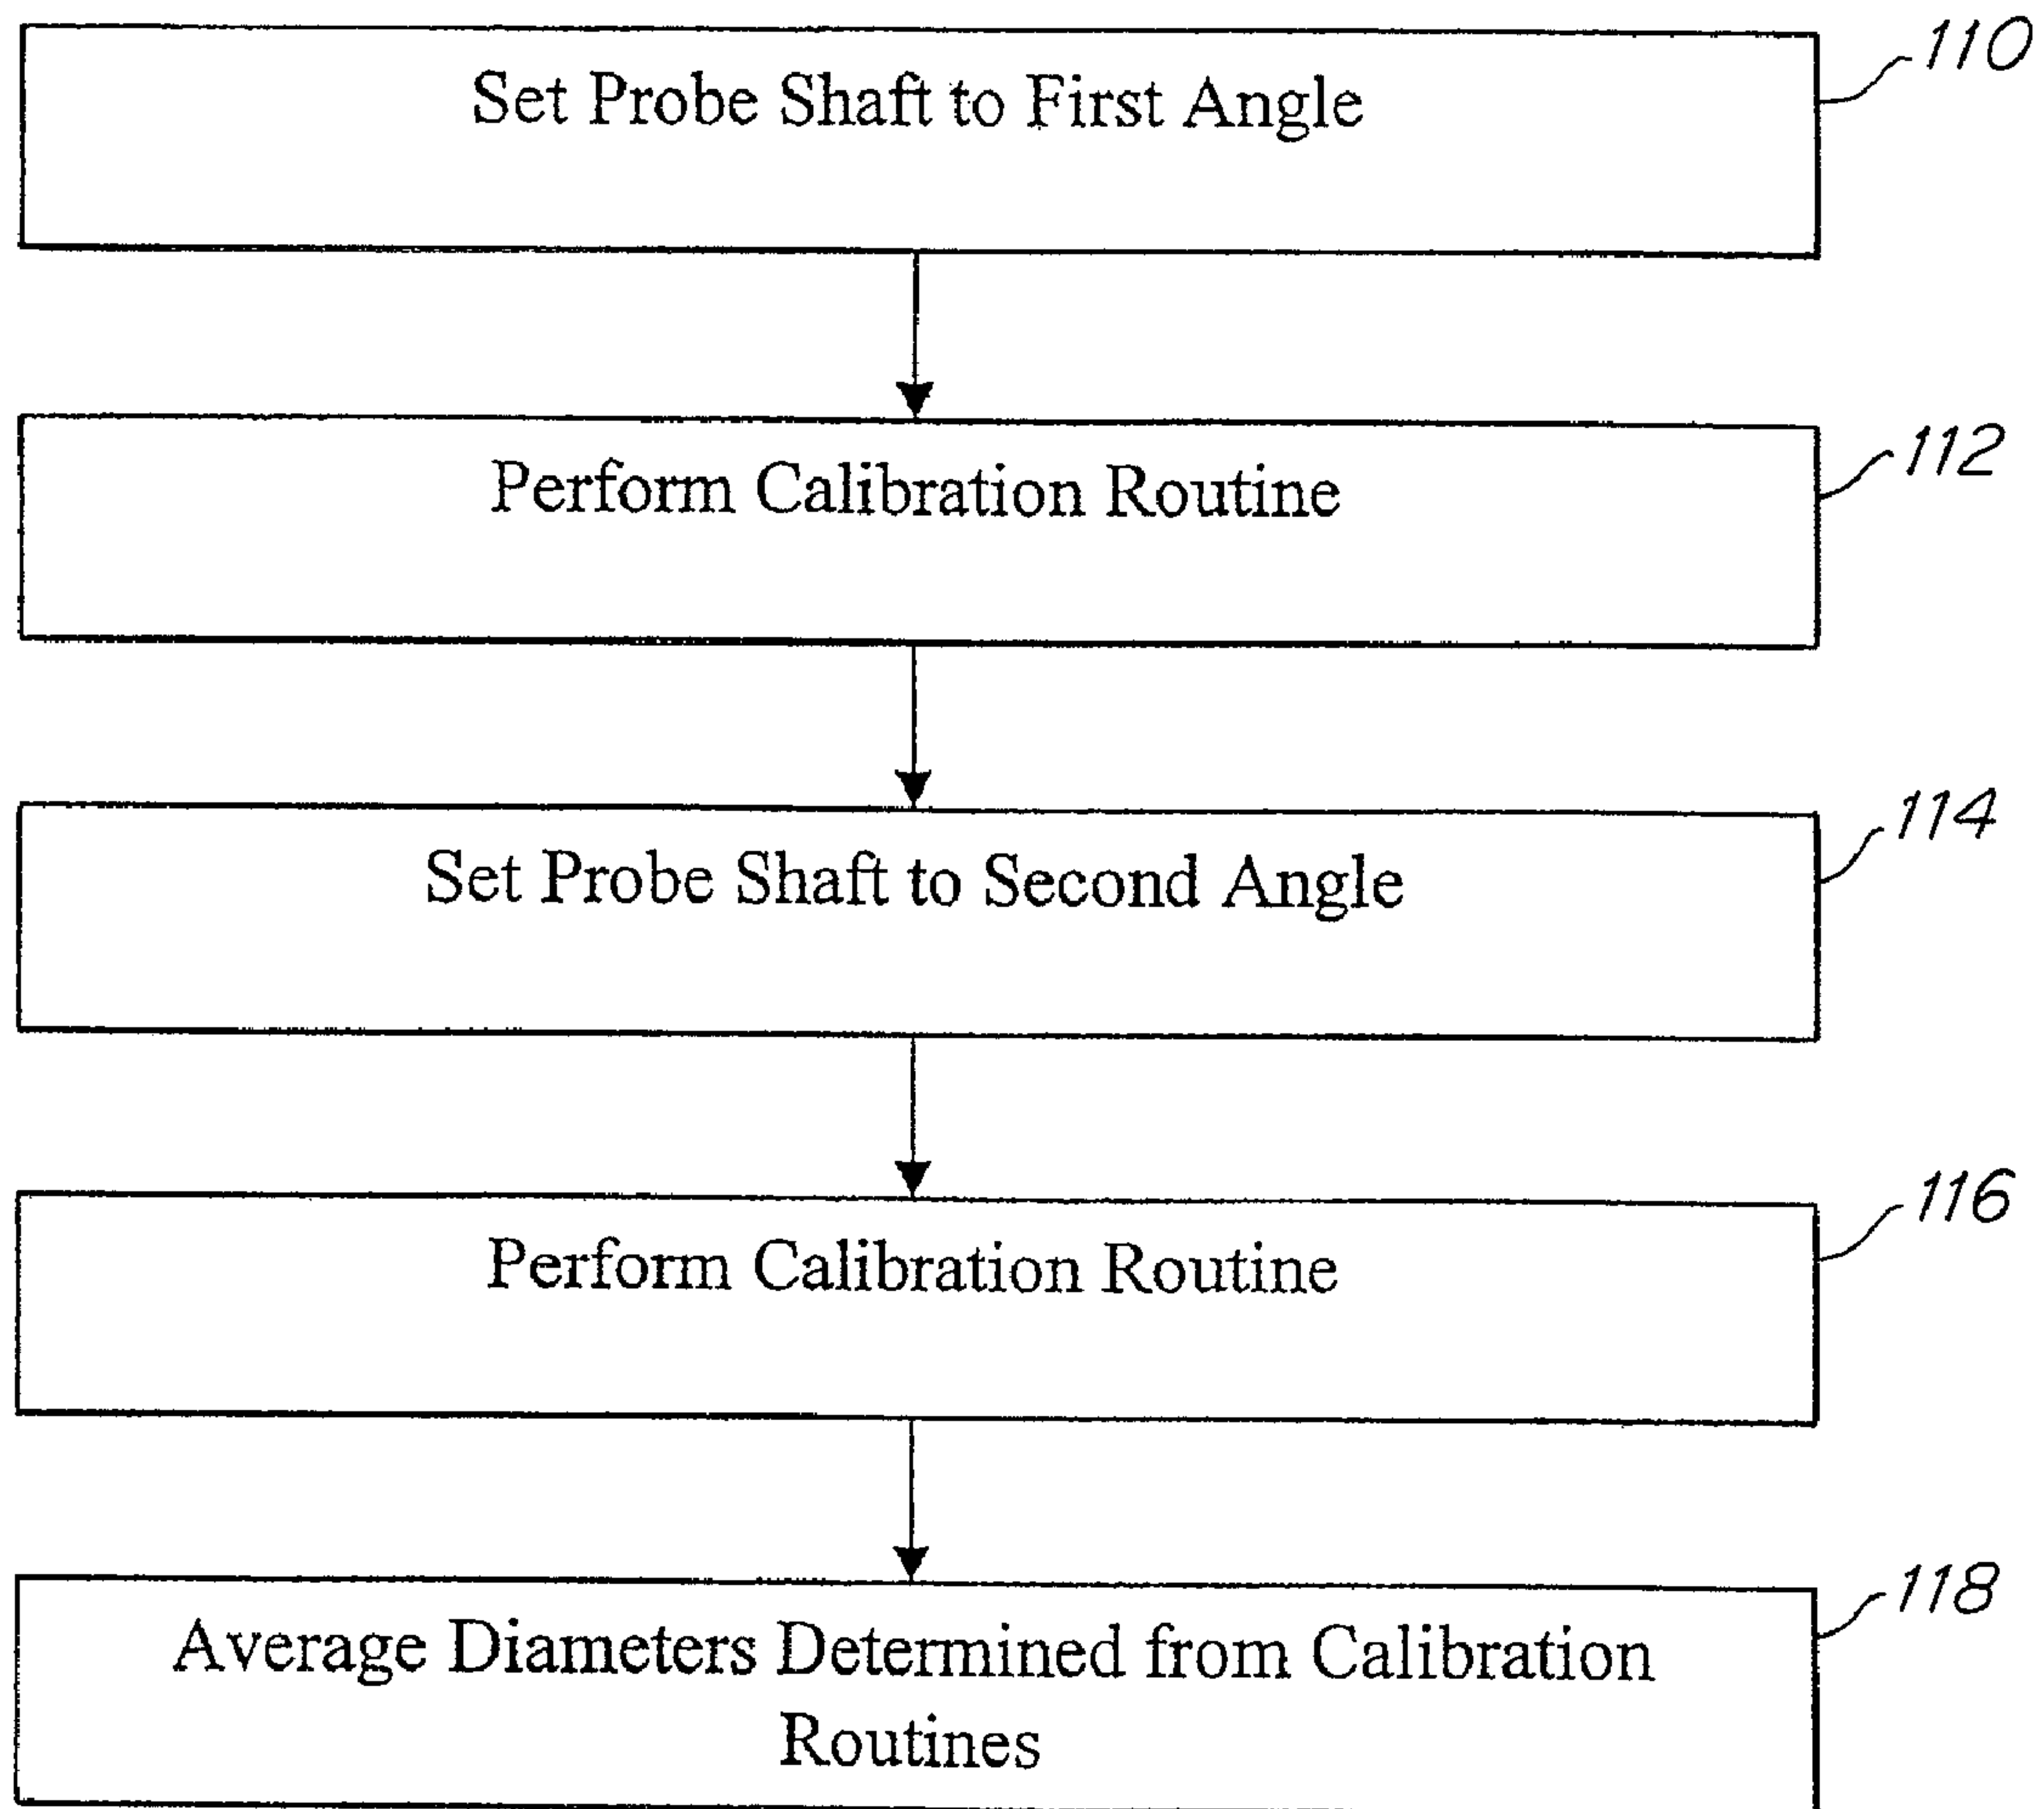 Set Probe Shaft to First Angle
110
Perform Calibration Routine
112
Set Probe Shaft to Second Angle
114
Perform Calibration Routine
116
Average Diameters Determined from Calibration
Routines
118